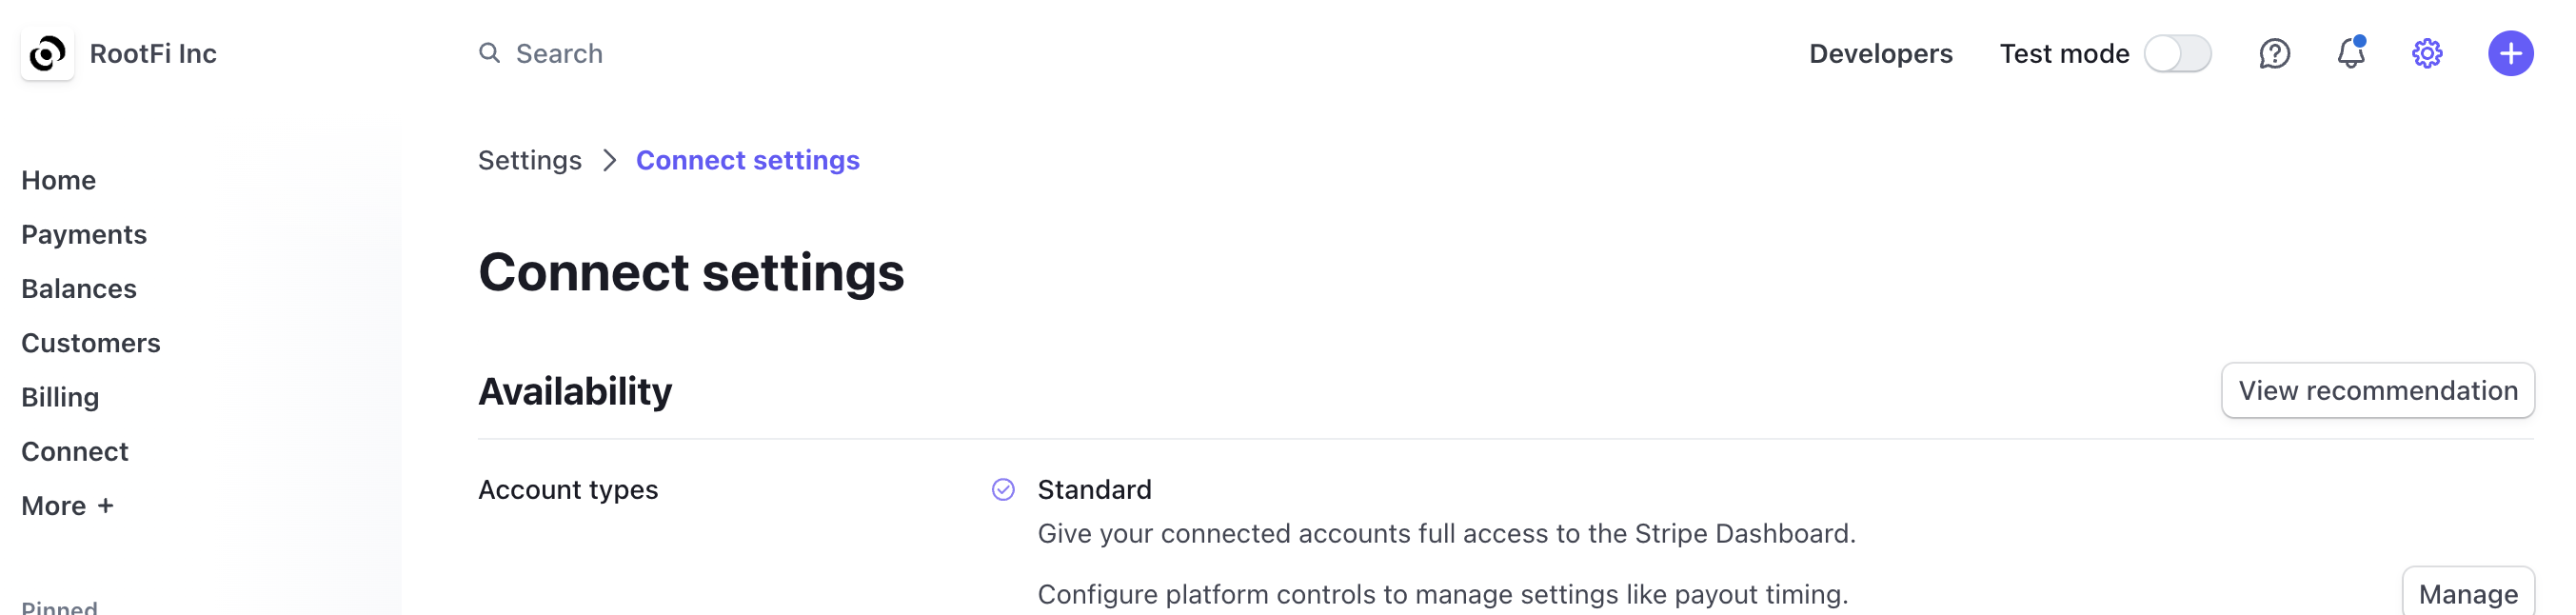 RootFi Inc
Search
Developers
Test mode
Home
Payments
Balances
Customers
Billing
Connect
More +
Pinned
Settings > Connect settings
Connect settings
Availability
View recommendation
Account types
Standard
Give your connected accounts full access to the Stripe Dashboard.
Configure platform controls to manage settings like payout timing.
Manage